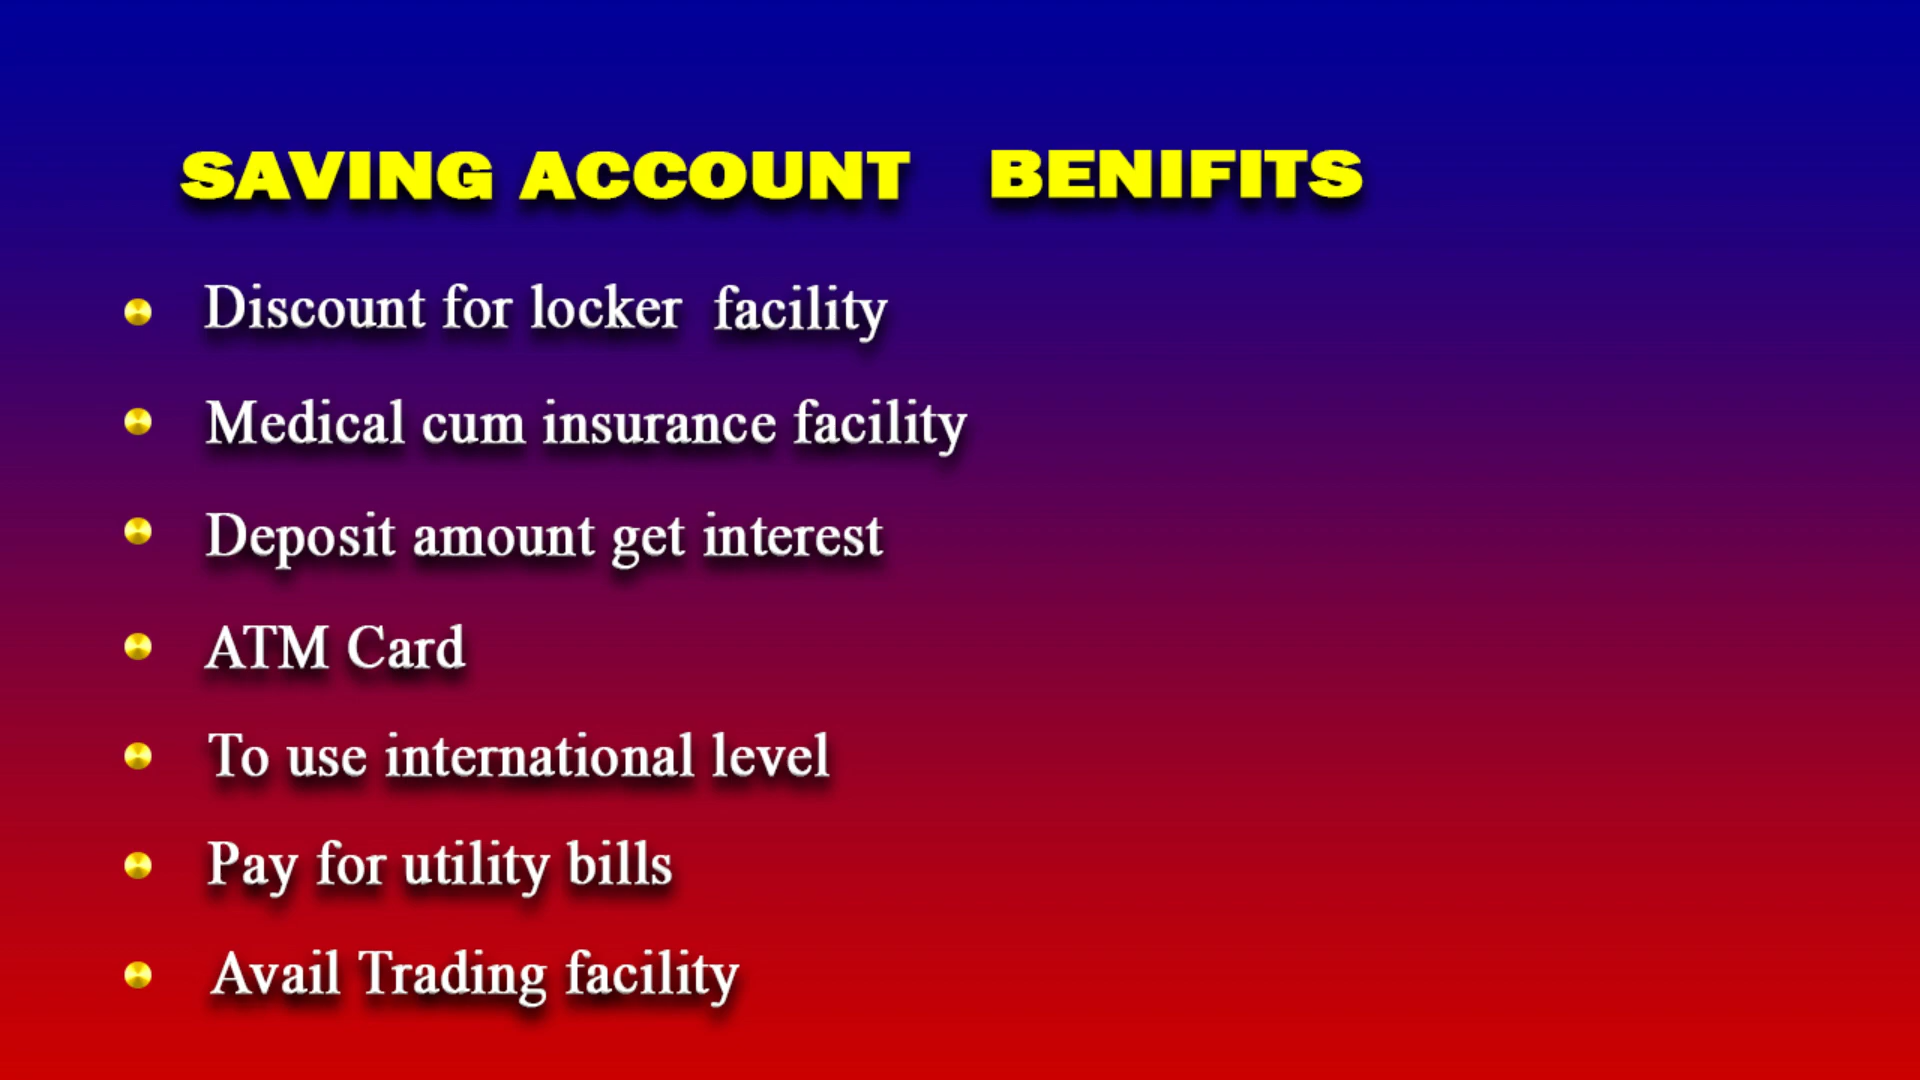 SAVING ACCOUNT BENIFITS
Discount for locker facility
Medical cum insurance facility
Deposit amount get interest
ATM Card
To use international level
Pay for utility bills
Avail Trading facility